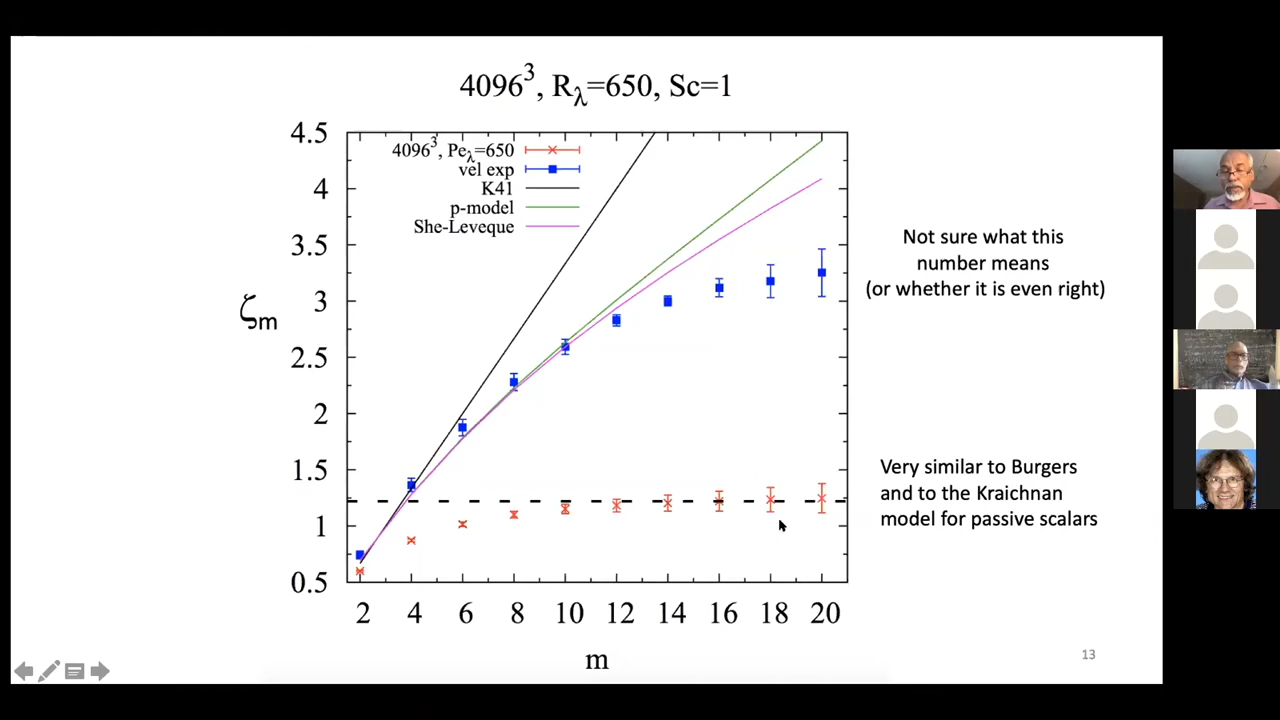 4096³, Rλ=650, Sc=1
4096³, Peλ=650
vel exp
K41
p-model
She-Leveque
4.5
4
3.5
3
2.5
2
1.5
1
0.5
ζm
2 4 6 8 10 12 14 16 18 20
m
Not sure what this
number means
(or whether it is even right)
Very similar to Burgers
and to the Kraichnan
model for passive scalars
13